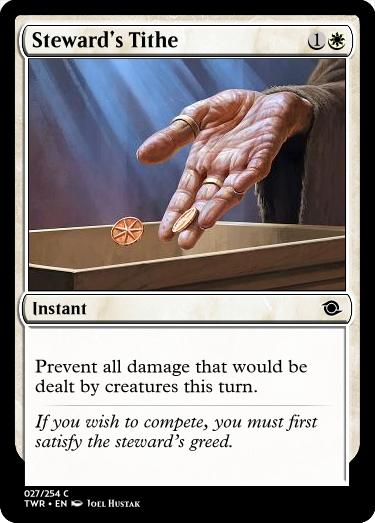 Steward's Tithe 1
Instant
Prevent all damage that would be
dealt by creatures this turn.
If you wish to compete, you must first
satisfy the steward's greed.
027/254 C
TWR • EN Joel Hustak